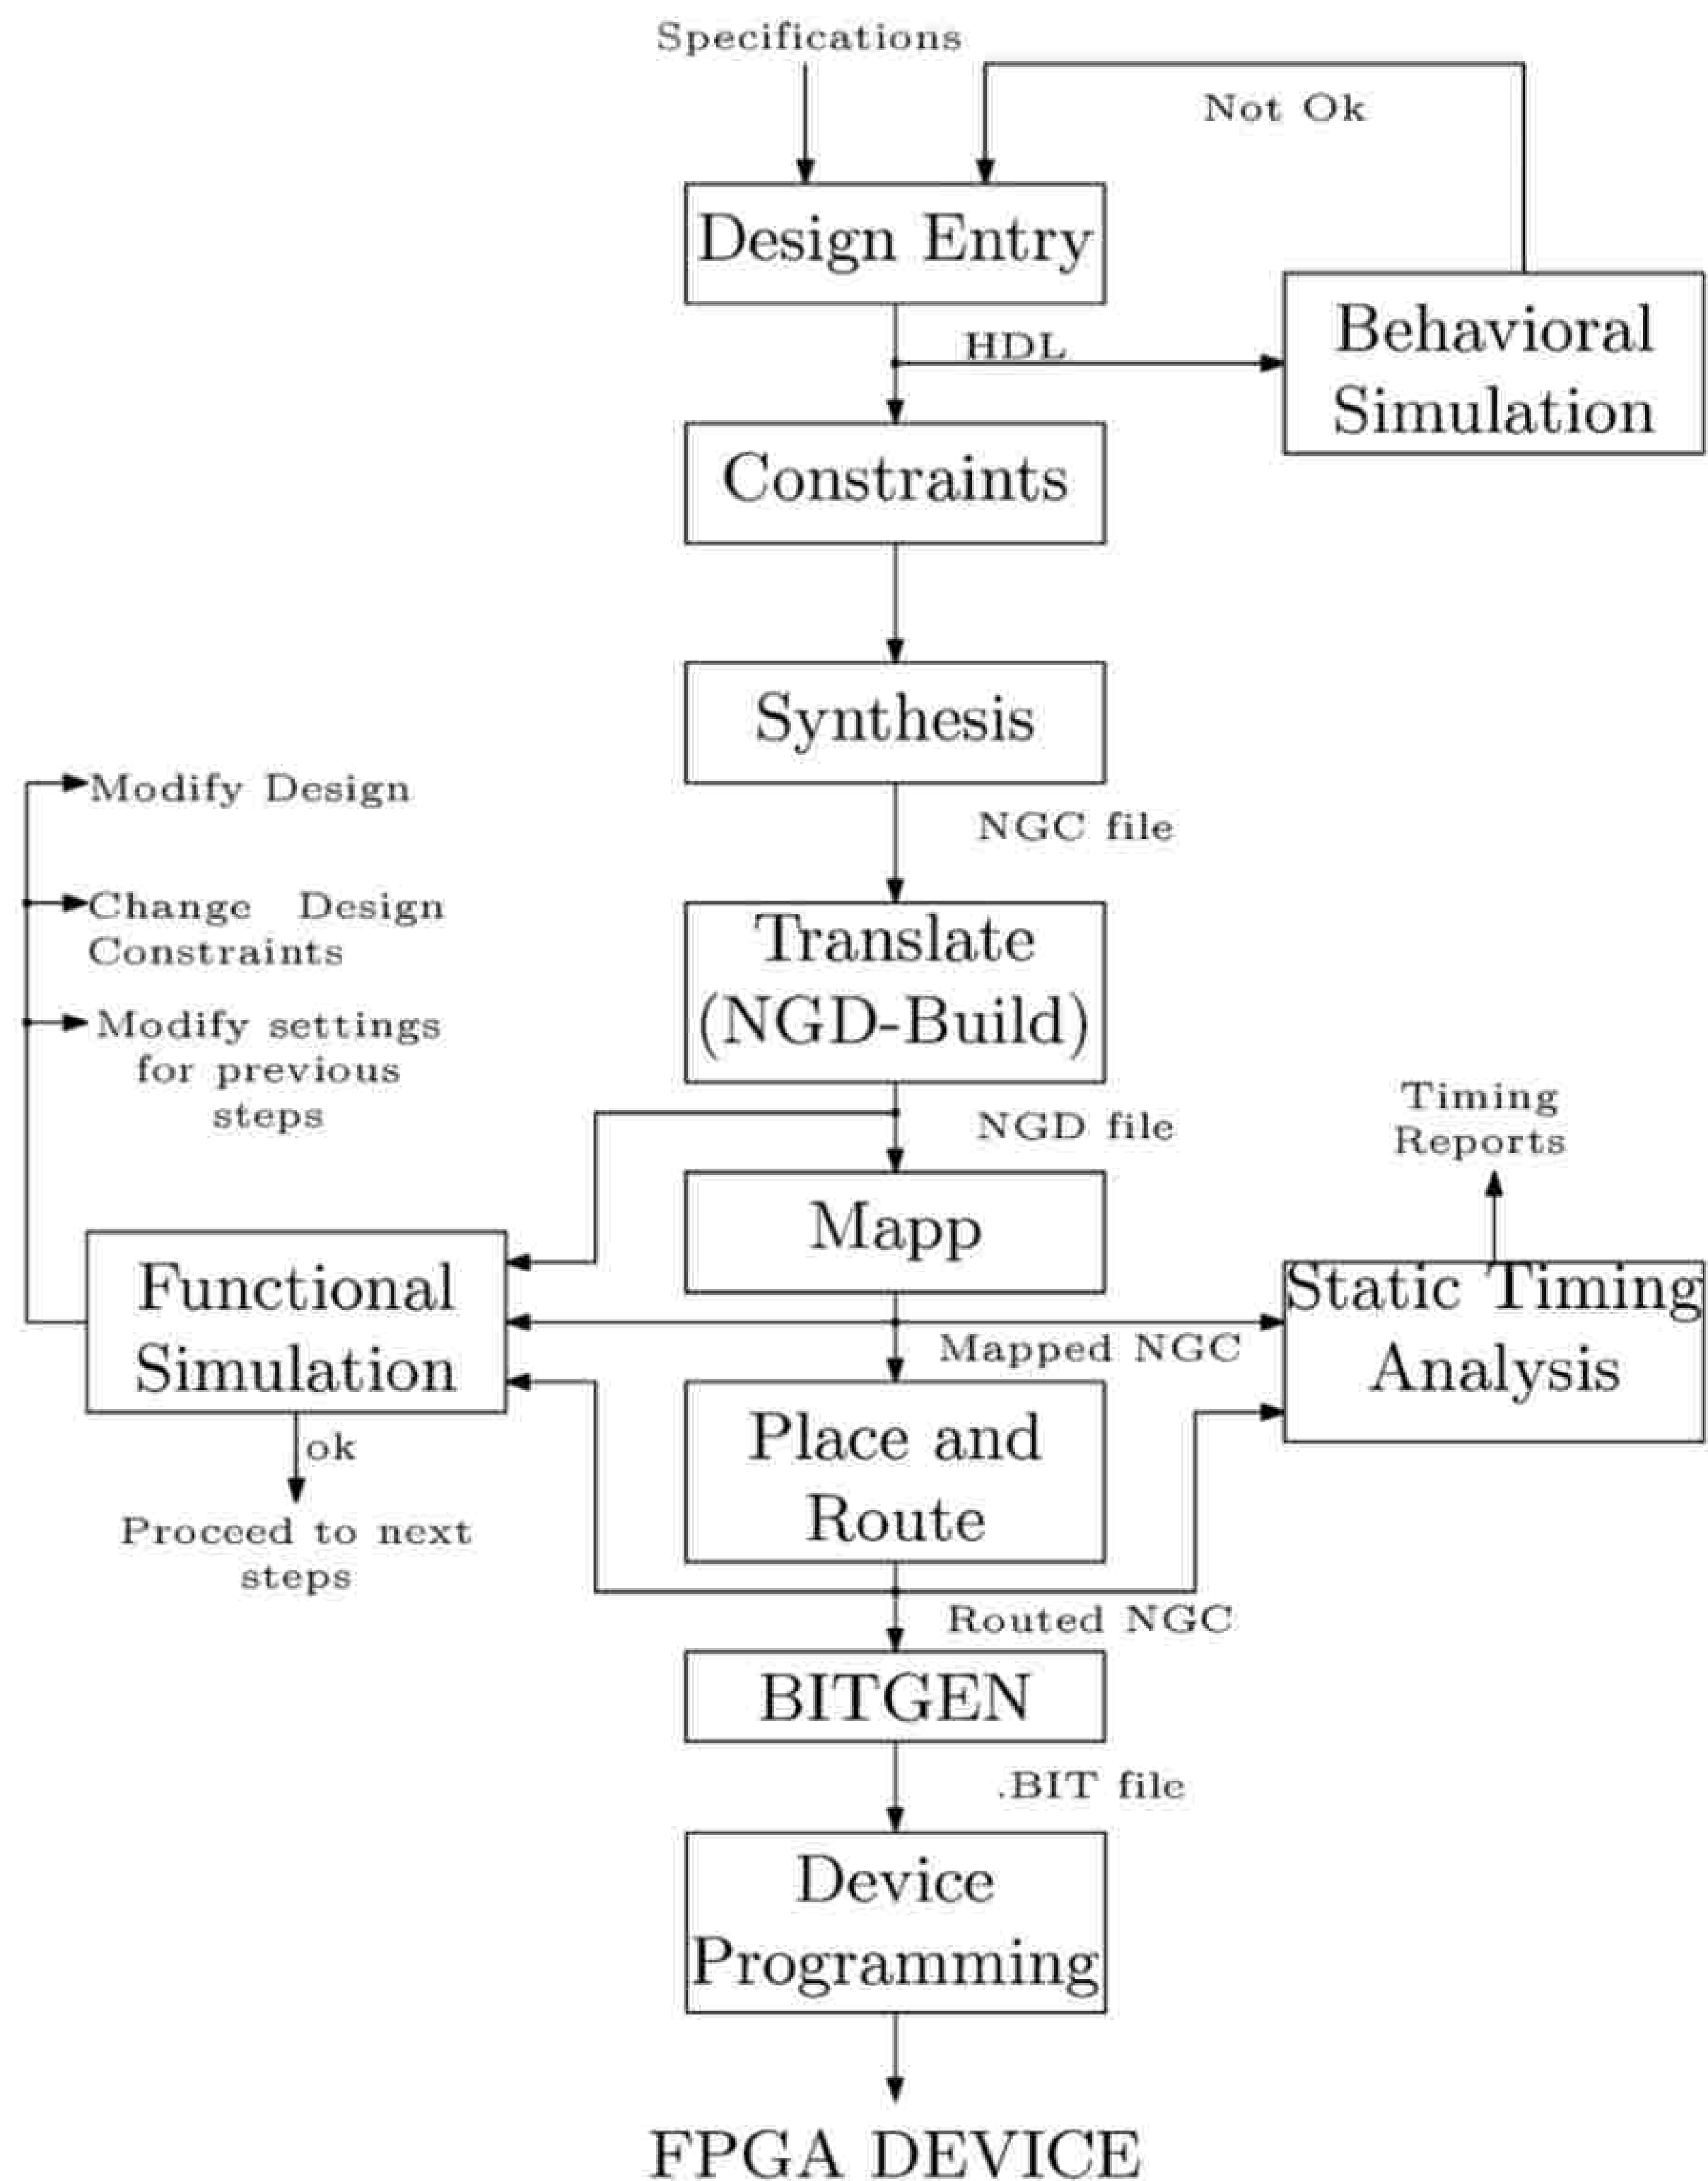 Specifications
Not Ok
Design Entry
HDL
Behavioral
Simulation
Constraints
Synthesis
Modify Design
NGC file
Change Design
Constraints
Translate
(NGD-Build)
Modify settings
for previous
steps
NGD file
Timing
Reports
Mapp
Functional
Simulation
Static Timing
Analysis
Mapped NGC
Place and
Route
ok
Proceed to next
steps
Routed NGC
BITGEN
.BIT file
Device
Programming
FPGA DEVICE